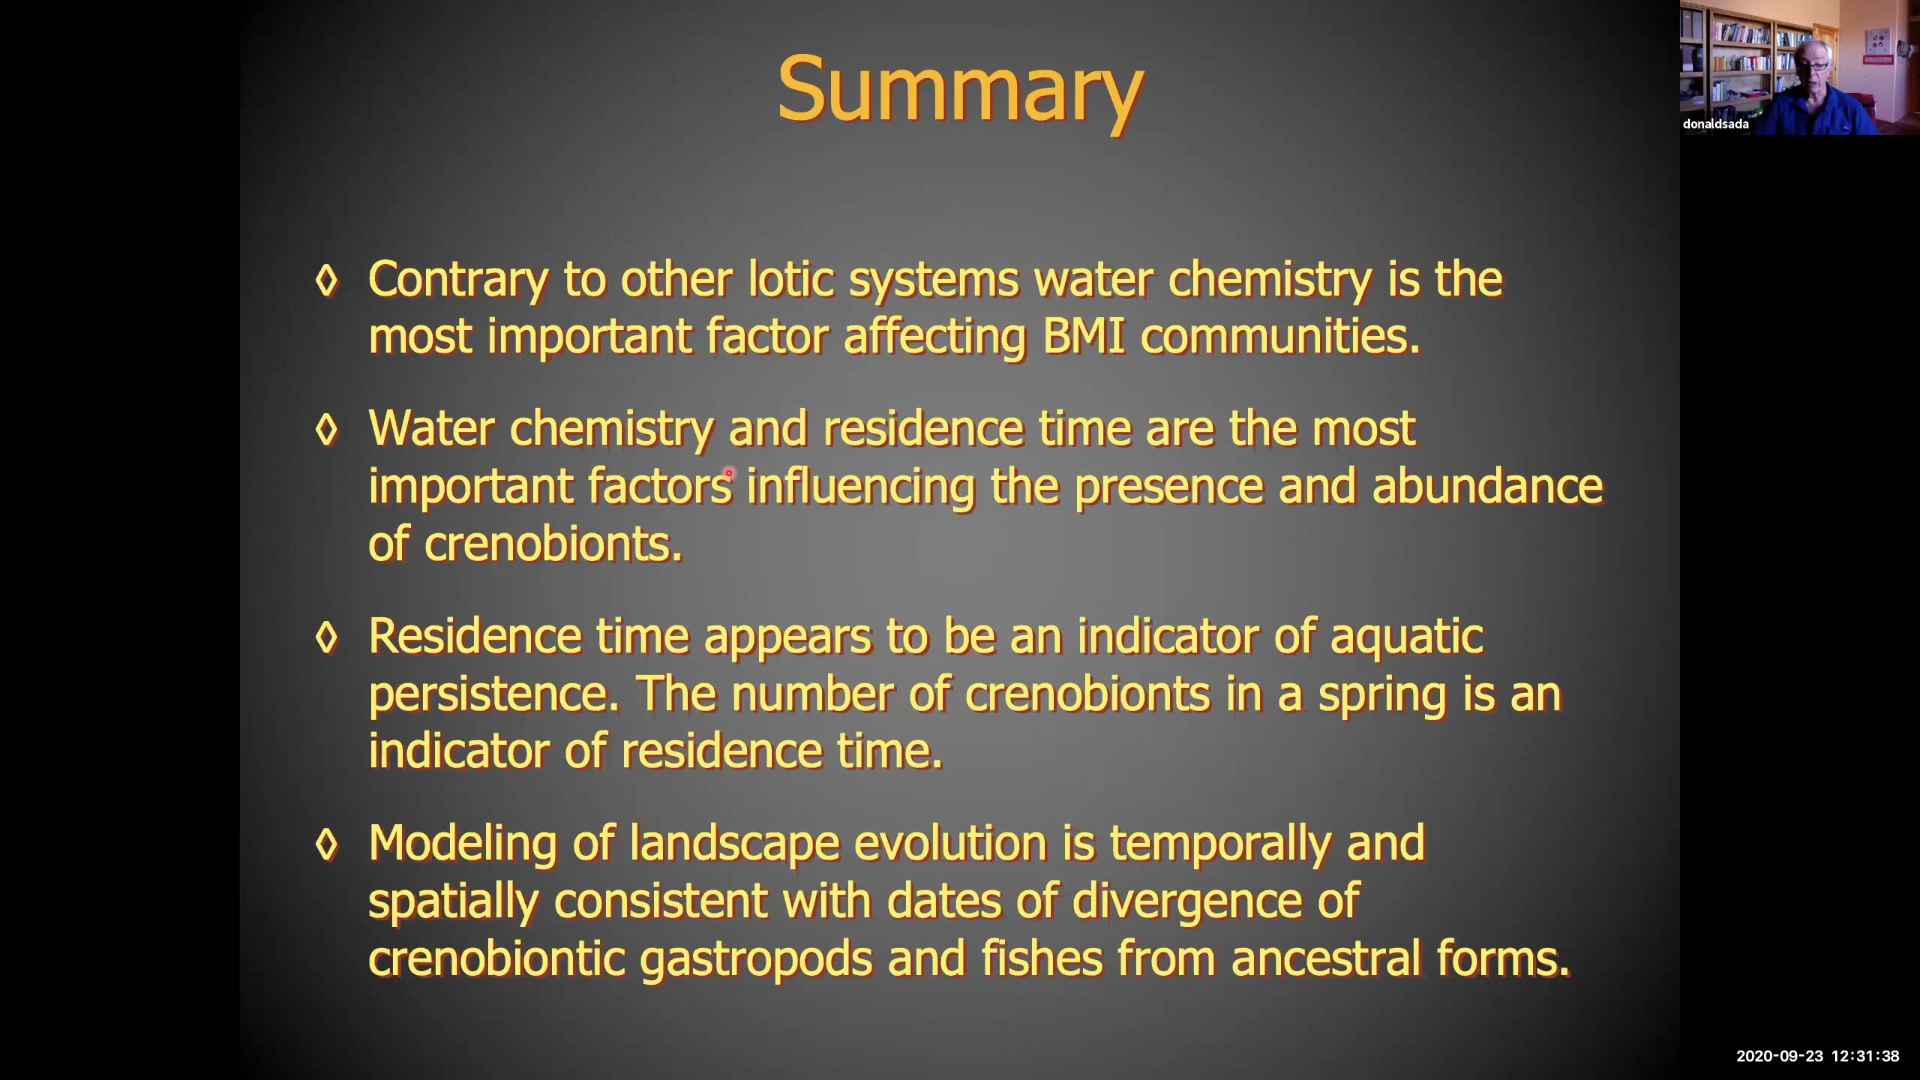 Summary
donaldsada
◊ Contrary to other lotic systems water chemistry is the
most important factor affecting BMI communities.
◊ Water chemistry and residence time are the most
important factors influencing the presence and abundance
of crenobionts.
◊ Residence time appears to be an indicator of aquatic
persistence. The number of crenobionts in a spring is an
indicator of residence time.
◊ Modeling of landscape evolution is temporally and
spatially consistent with dates of divergence of
crenobiontic gastropods and fishes from ancestral forms.
2020-09-23 12:31:38